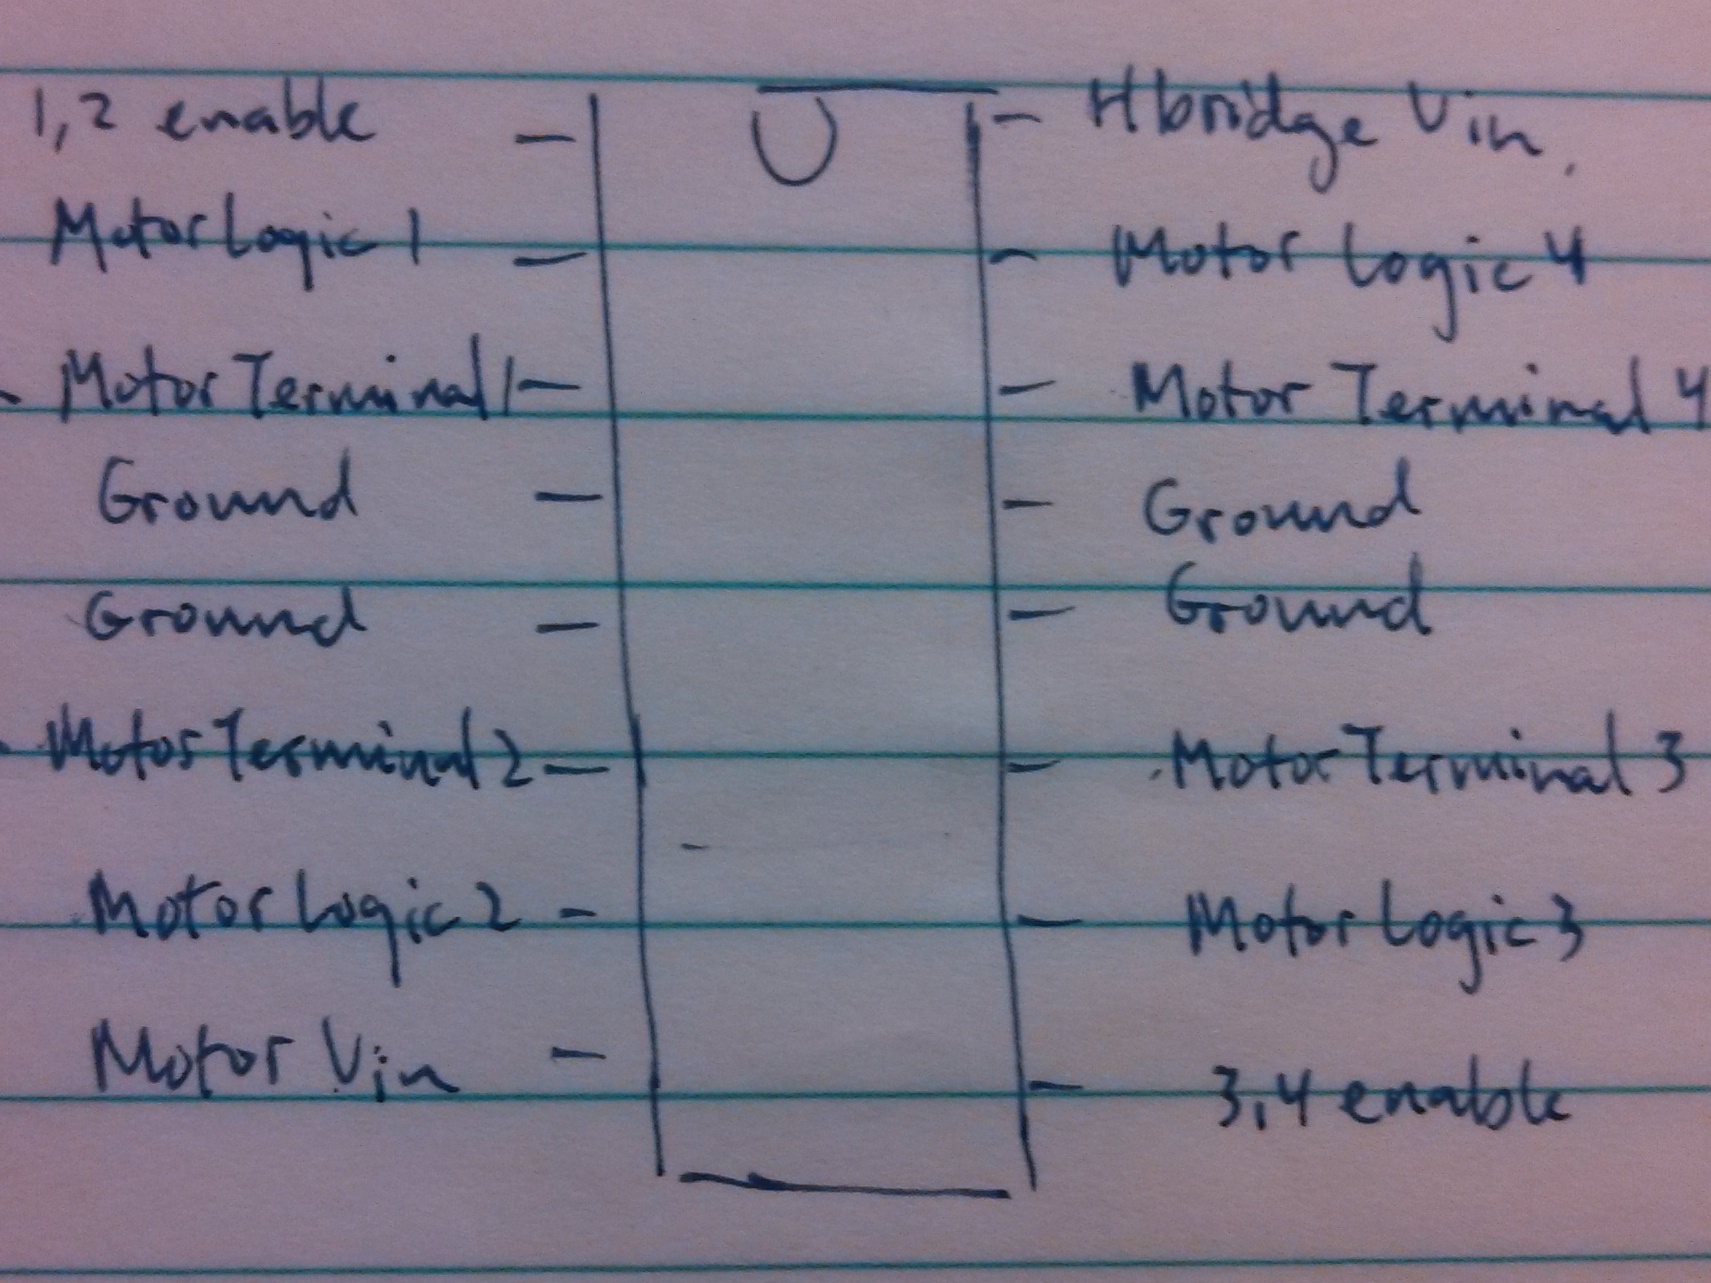 1,2 enable
Motor Logic 1
Motor Terminal 1
Ground
Ground
Motor Terminal 2
Motor Logic 2
Motor Vin
Hbridge Vin.
Motor Logic 4
Motor Terminal 4
Ground
Ground
Motor Terminal 3
Motor Logic 3
3,4 enable